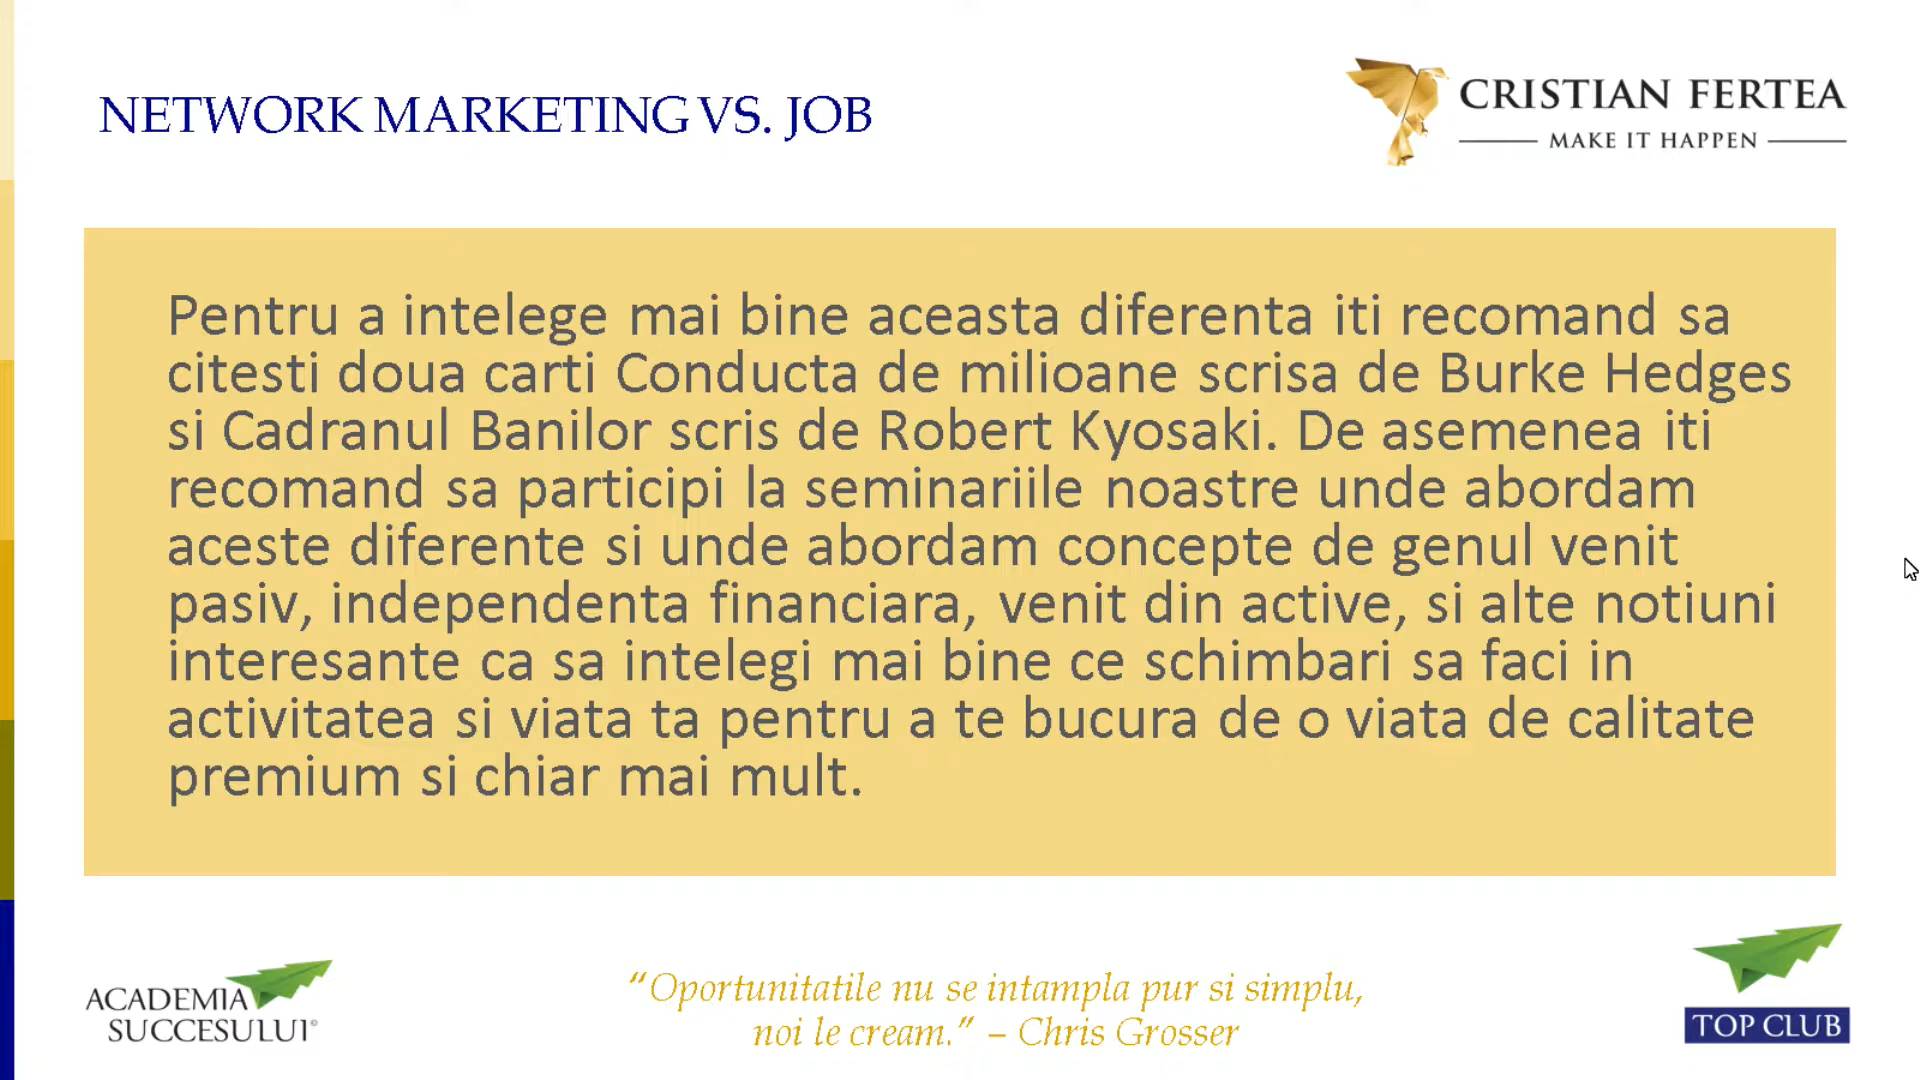 NETWORK MARKETING VS. JOB
CRISTIAN FERTEA
MAKE IT HAPPEN
Pentru a intelege mai bine aceasta diferenta iti recomand sa
citesti doua carti Conducta de milioane scrisa de Burke Hedges
si Cadranul Banilor scris de Robert Kyosaki. De asemenea iti
recomand sa participi la seminariile noastre unde abordam
aceste diferente si unde abordam concepte de genul venit
pasiv, independenta financiara, venit din active, si alte notiuni
interesante ca sa intelegi mai bine ce schimbari sa faci in
activitatea si viata ta pentru a te bucura de o viata de calitate
premium si chiar mai mult.
ACADEMIA
SUCCESULUI©
“Oportunitatile nu se intampla pur si simplu,
noi le cream.” – Chris Grosser
TOP CLUB